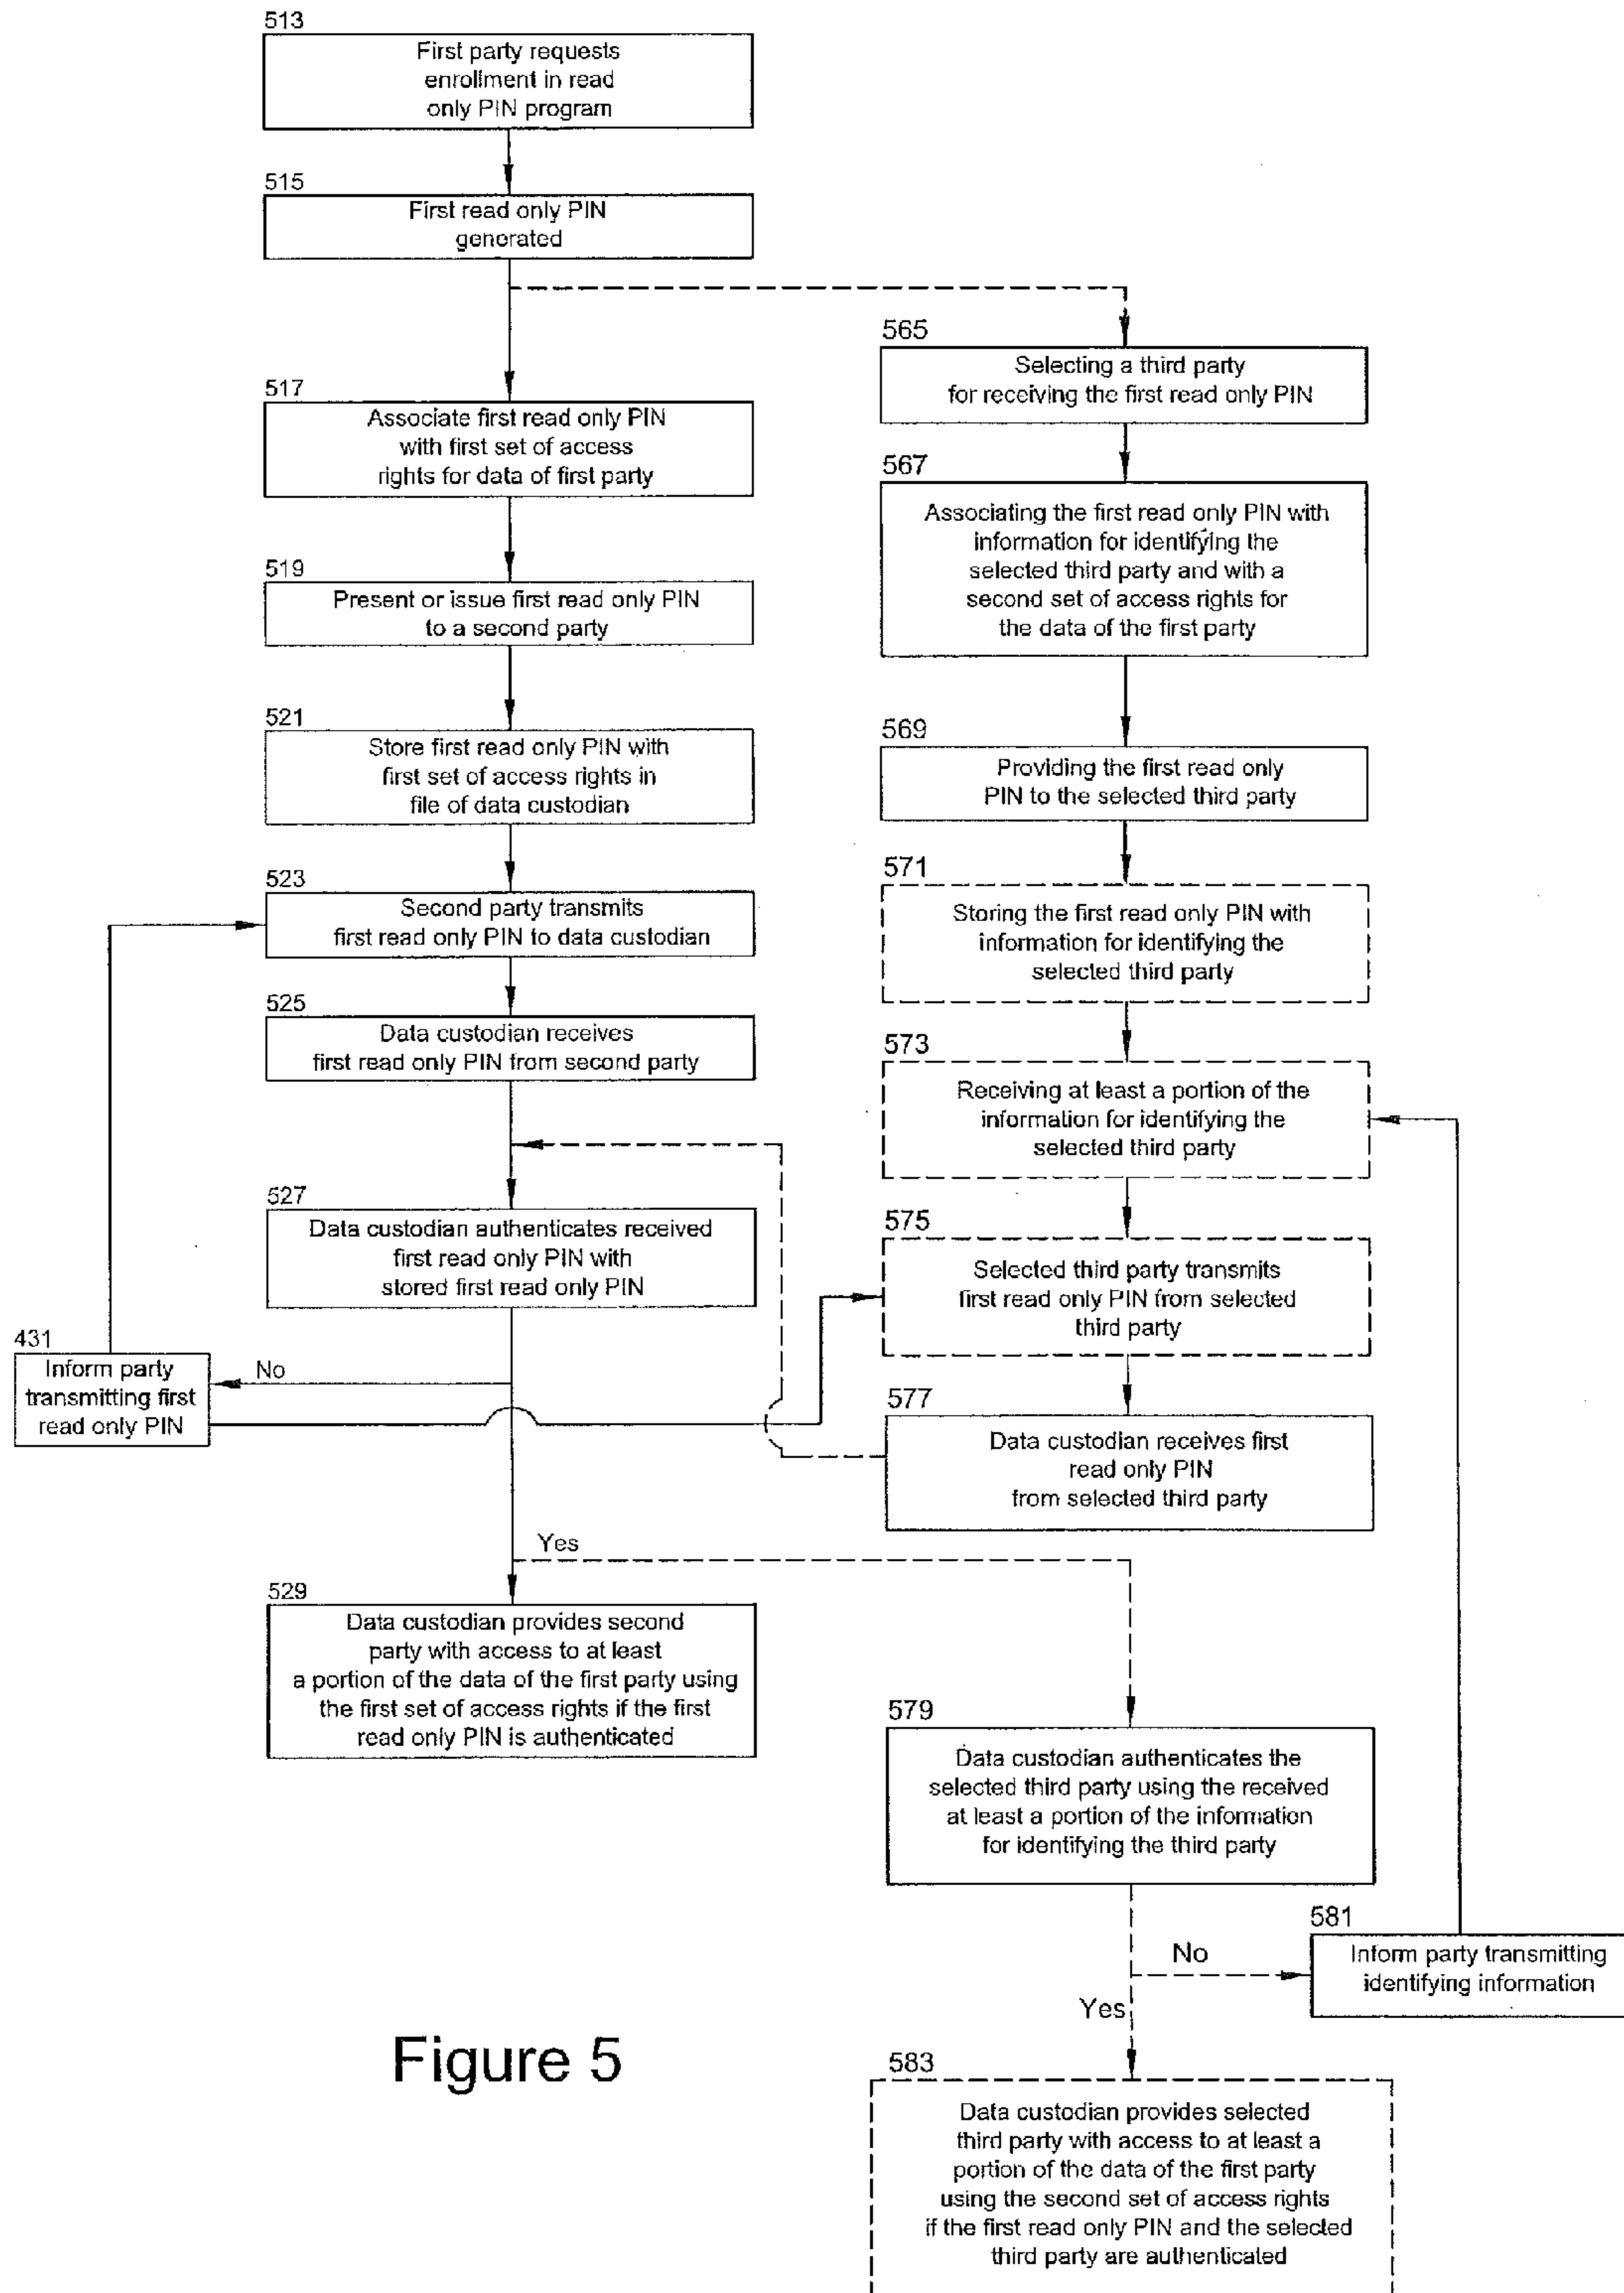 513
First party requests
enrollment in read
only PIN program
515
First read only PIN
generated
517
Associate first read only PIN
with first set of access
rights for data of first party
519
Present or issue first read only PIN
to a second party
521
Store first read only PIN with
first set of access rights in
file of data custodian
523
Second party transmits
first read only PIN to data custodian
525
Data custodian receives
first read only PIN from second party
527
Data custodian authenticates received
first read only PIN with
stored first read only PIN
431
Inform party
transmitting first
read only PIN
No
Yes
529
Data custodian provides second
party with access to at least
a portion of the data of the first party using
the first set of access rights if the first
read only PIN is authenticated
565
Selecting a third party
for receiving the first read only PIN
567
Associating the first read only PIN with
information for identifying the
selected third party and with a
second set of access rights for
the data of the first party
569
Providing the first read only
PIN to the selected third party
571
Storing the first read only PIN with
information for identifying the
selected third party
573
Receiving at least a portion of the
information for identifying the
selected third party
575
Selected third party transmits
first read only PIN from selected
third party
577
Data custodian receives first
read only PIN
from selected third party
579
Data custodian authenticates the
selected third party using the received
at least a portion of the information
for identifying the third party
No
581
Inform party transmitting
identifying information
Yes
583
Data custodian provides selected
third party with access to at least a
portion of the data of the first party
using the second set of access rights
if the first read only PIN and the selected
third party are authenticated
Figure 5